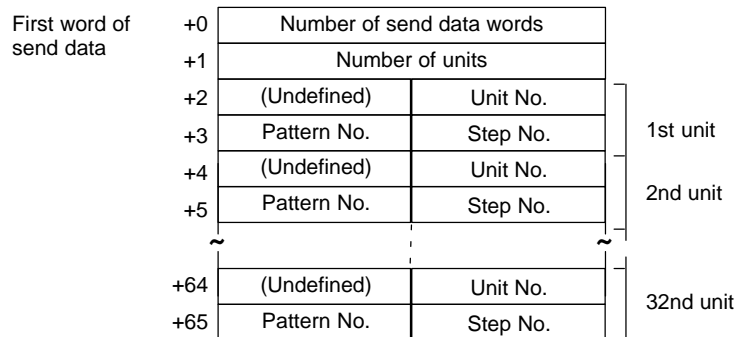 First word of
send data
+0 Number of send data words
+1 Number of units
+2 (Undefined) Unit No.
+3 Pattern No. Step No.
1st unit
+4 (Undefined) Unit No.
+5 Pattern No. Step No.
2nd unit
~ ~
+64 (Undefined) Unit No.
+65 Pattern No. Step No.
32nd unit